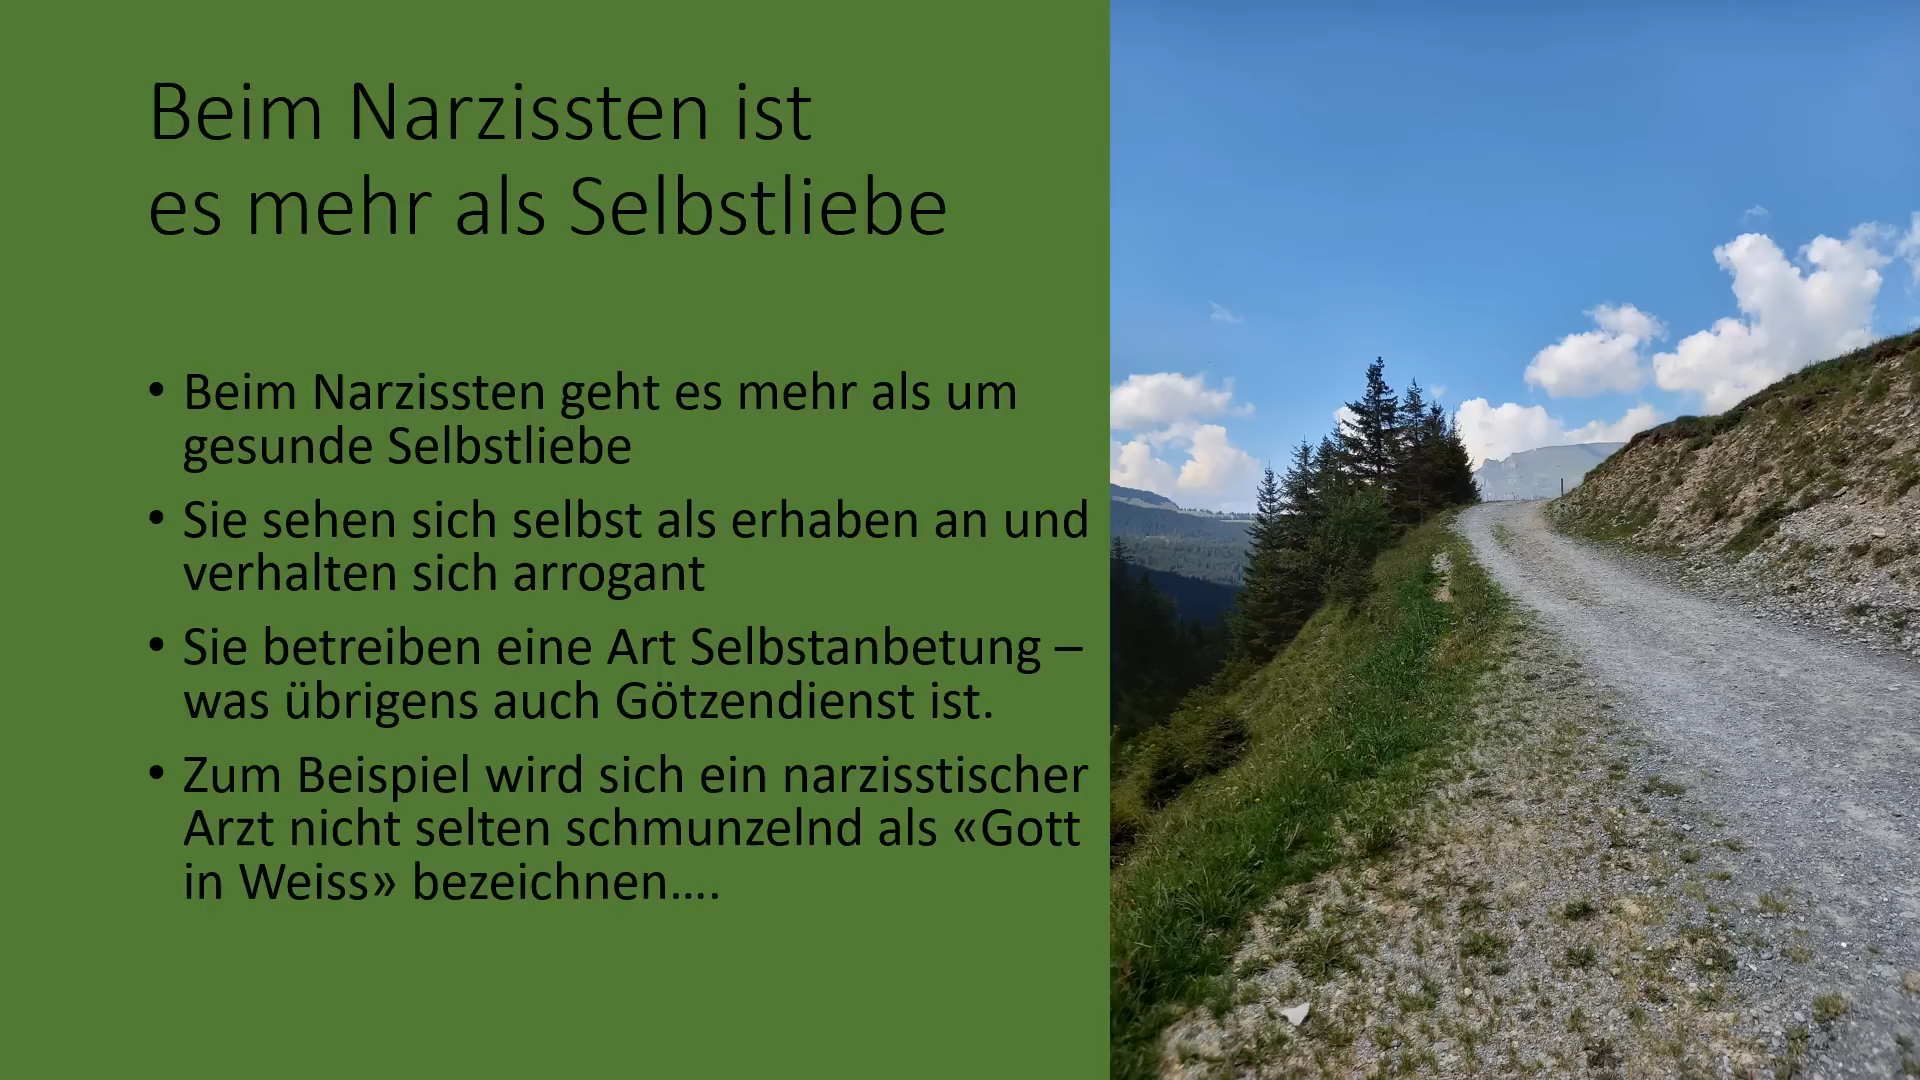 Beim Narzissten ist
es mehr als Selbstliebe
• Beim Narzissten geht es mehr als um
gesunde Selbstliebe
• Sie sehen sich selbst als erhaben an und
verhalten sich arrogant
• Sie betreiben eine Art Selbstanbetung –
was übrigens auch Götzendienst ist.
• Zum Beispiel wird sich ein narzisstischer
Arzt nicht selten schmunzelnd als «Gott
in Weiss» bezeichnen….